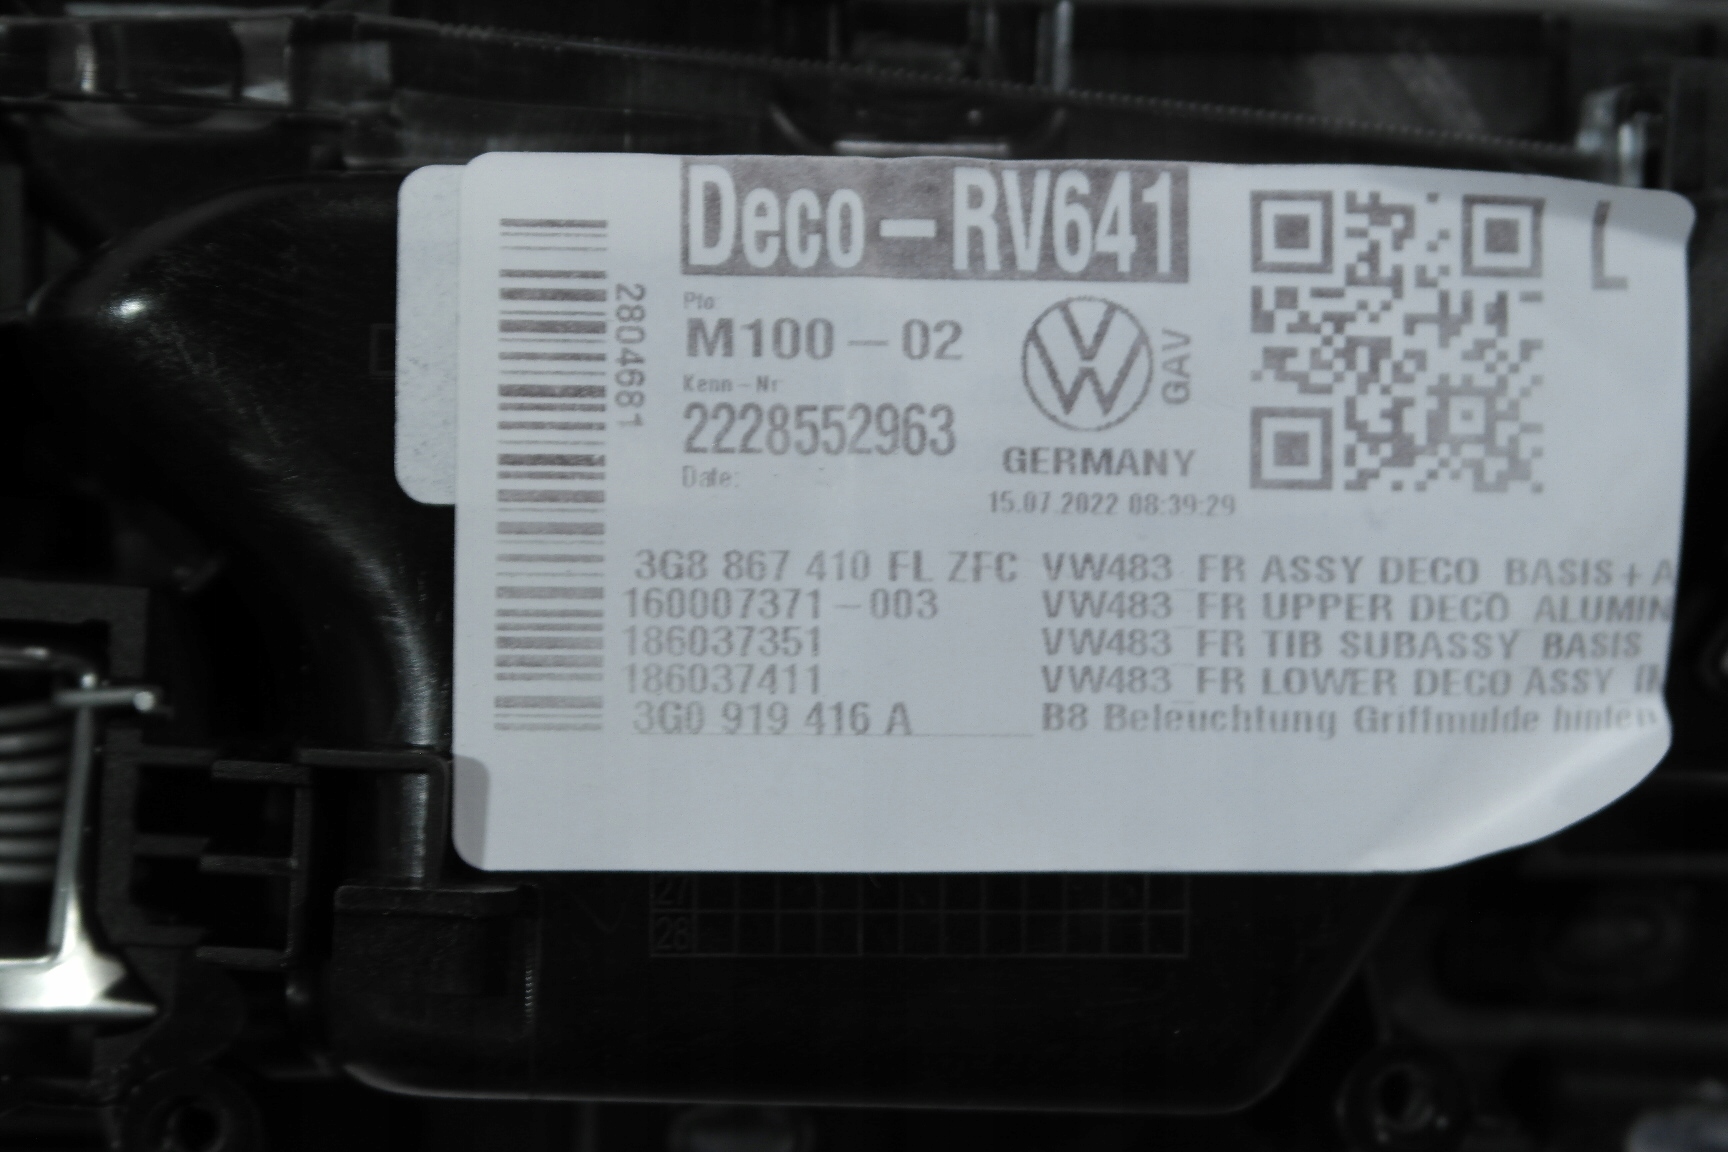 Deco-RV641
L
2804681
M100-02
GAV
Kenn-Nr
2228552963
GERMANY
Date:
15.07.2022 08:39:29
3G8 867 410 FL ZFC VW483 FR ASSY DECO BASIS+A
160007371-003 VW483 FR UPPER DECO ALUMIN
186037351 VW483 FR TIB SUBASSY BASIS
186037411 VW483 FR LOWER DECO ASSY
3G0 919 416 A B8 Beleuchtung Griffmulde hinten
27
28